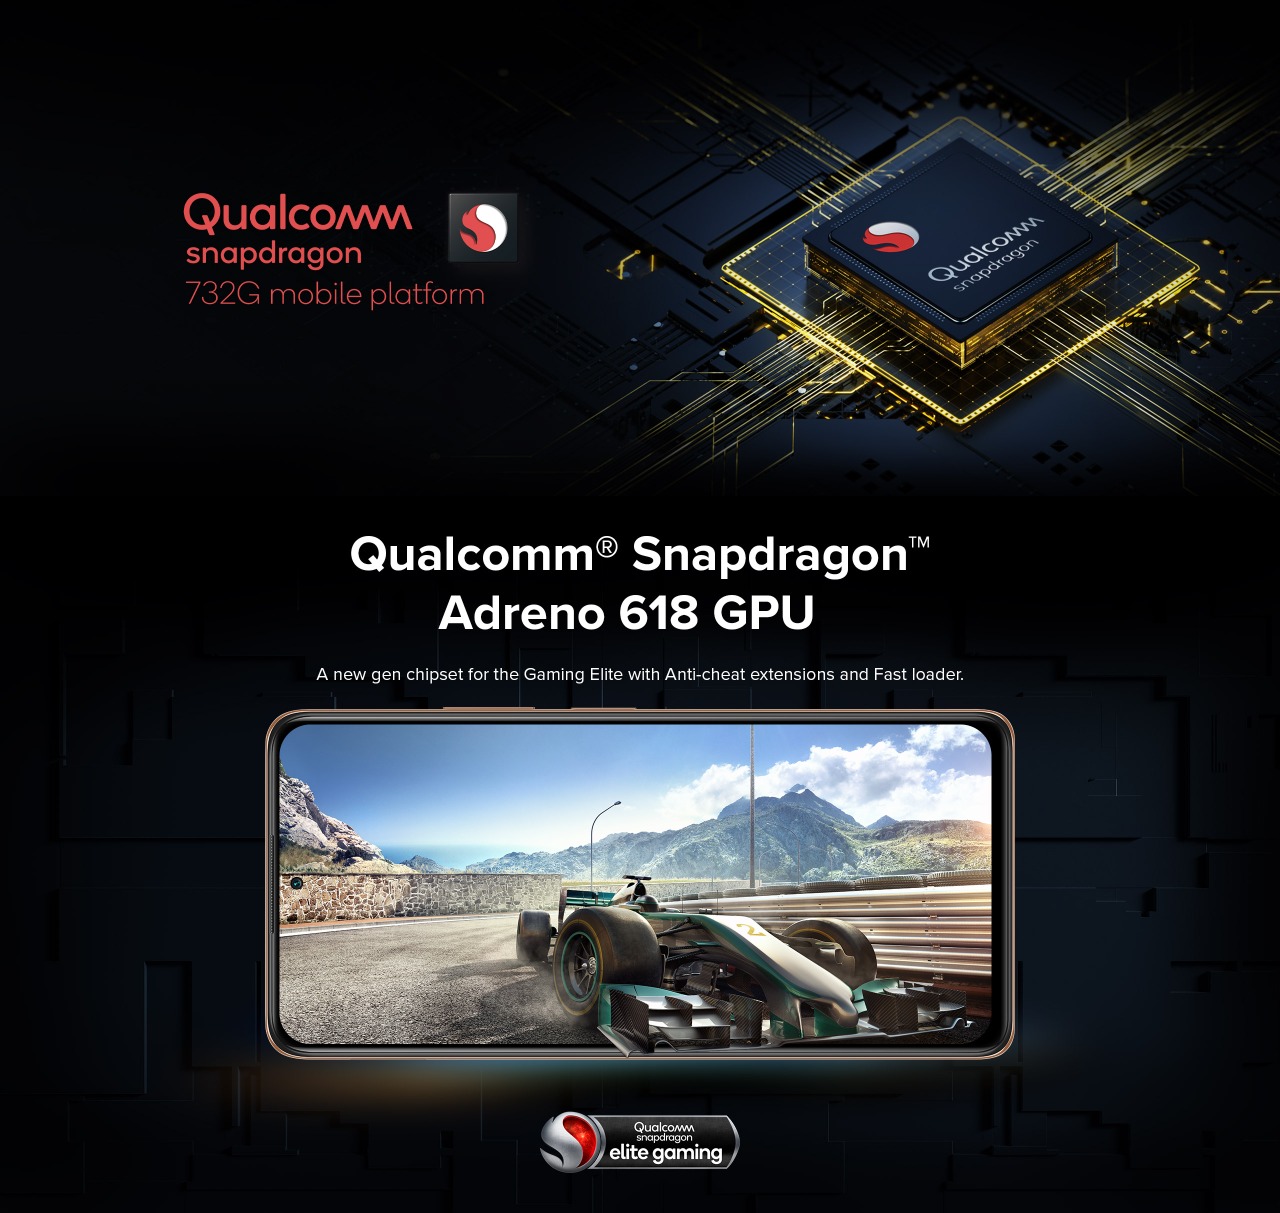 Qualcomm
snapdragon
732G mobile platform
Qualcomm
snapdragon
Qualcomm® Snapdragon™
Adreno 618 GPU
A new gen chipset for the Gaming Elite with Anti-cheat extensions and Fast loader.
2
Qualcomm
snapdragon
elite gaming